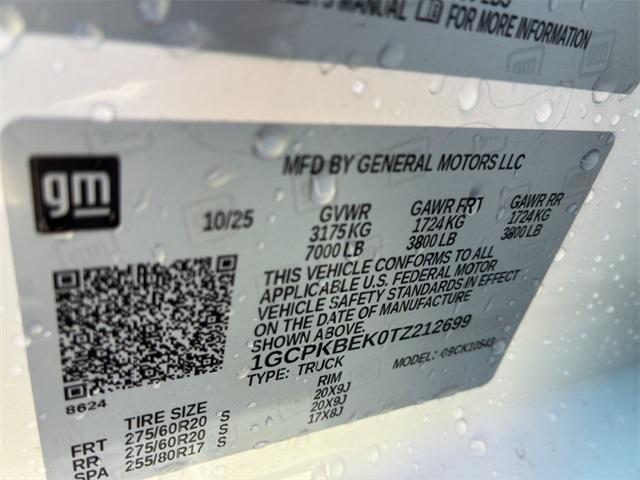 MANUAL FOR MORE INFORMATION
gm
MFD BY GENERAL MOTORS LLC
10/25 GVWR GAWR FRT GAWR RR
3175 KG 1724 KG 1724 KG
7000 LB 3800 LB 3800 LB
THIS VEHICLE CONFORMS TO ALL
APPLICABLE U.S. FEDERAL MOTOR
VEHICLE SAFETY STANDARDS IN EFFECT
ON THE DATE OF MANUFACTURE
SHOWN ABOVE.
1GCPKBEK0TZ212699
TYPE: TRUCK MODEL: 09CK10543
8624
TIRE SIZE RIM
FRT 275/60R20 S 20X9J
RR 275/60R20 S 20X9J
SPA 255/80R17 S 17X8J